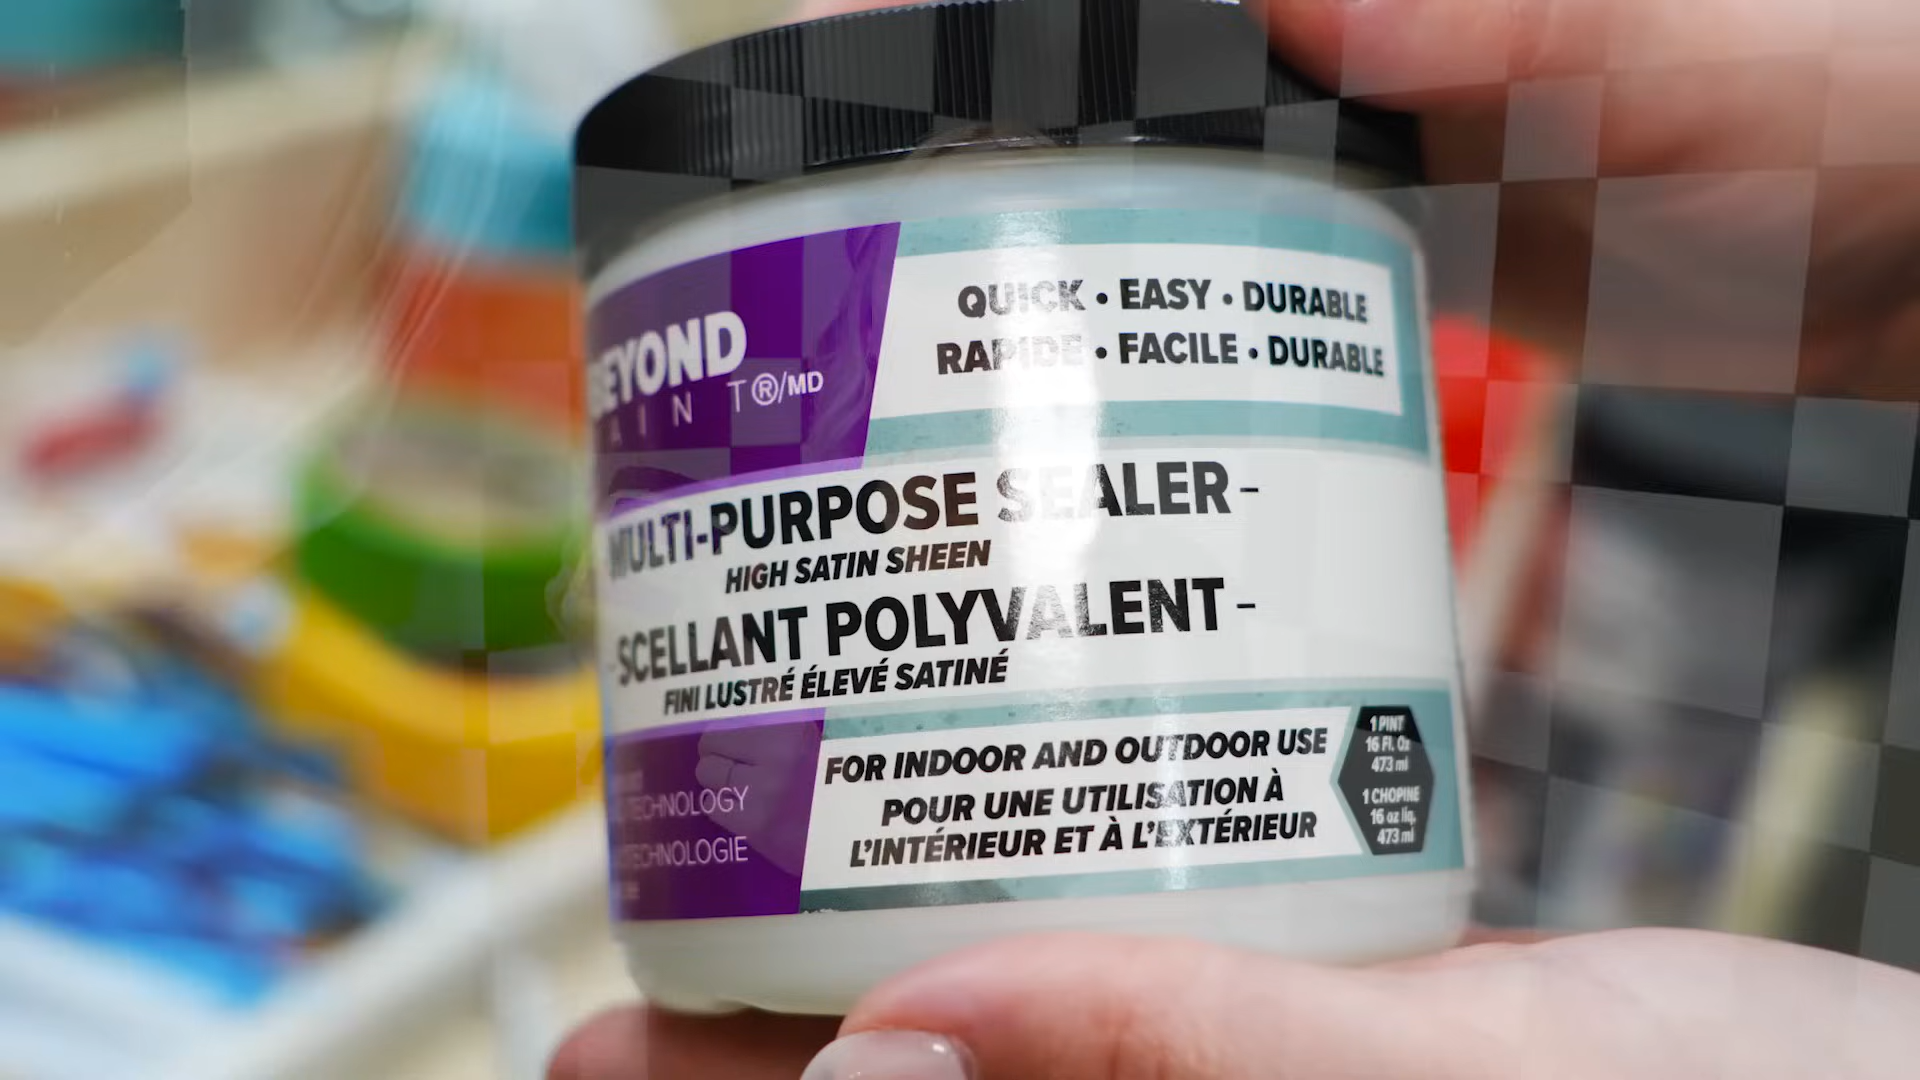 BEYOND
AINT®/MD
QUICK • EASY • DURABLE
RAPIDE • FACILE • DURABLE
MULTI-PURPOSE SEALER –
HIGH SATIN SHEEN
- SCELLANT POLYVALENT –
FINI LUSTRÉ ÉLEVÉ SATINÉ
TECHNOLOGY
TECHNOLOGIE
FOR INDOOR AND OUTDOOR USE
POUR UNE UTILISATION À
L'INTÉRIEUR ET À L'EXTÉRIEUR
1 PINT
16 Fl. Oz
473 ml
1 CHOPINE
16 oz liq.
473 ml